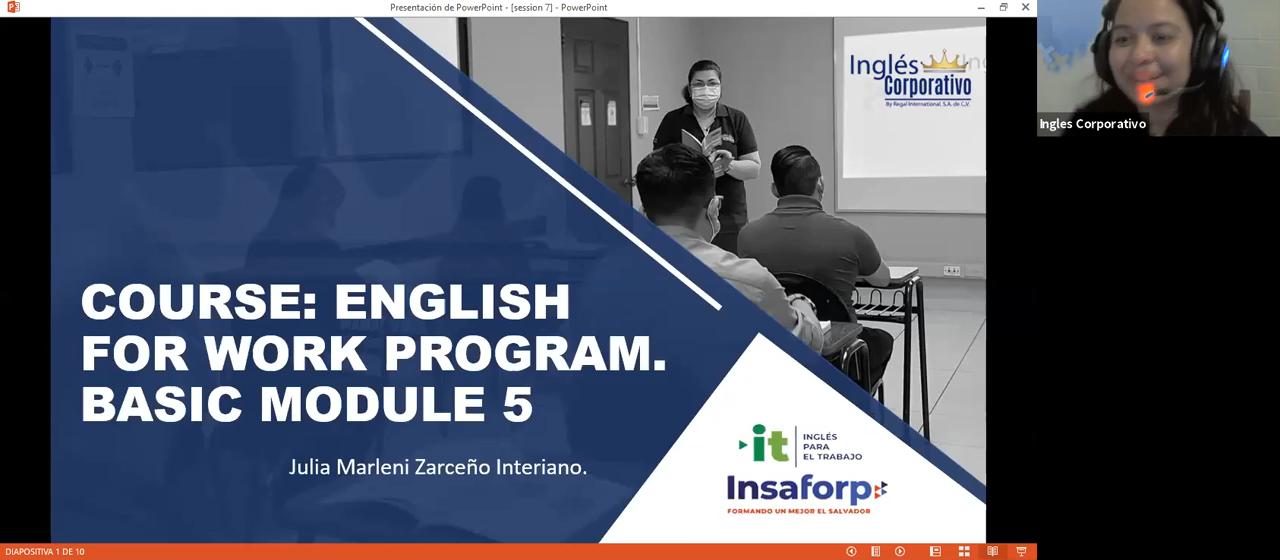 Presentación de PowerPoint - [session 7] - PowerPoint
Inglés
Corporativo
By Regal International, S.A. de C.V.
Ingles Corporativo
COURSE: ENGLISH
FOR WORK PROGRAM.
BASIC MODULE 5
Julia Marleni Zarceño Interiano.
it
INGLÉS
PARA
EL TRABAJO
Insaforp
FORMANDO UN MEJOR EL SALVADOR
DIAPOSITIVA 1 DE 10